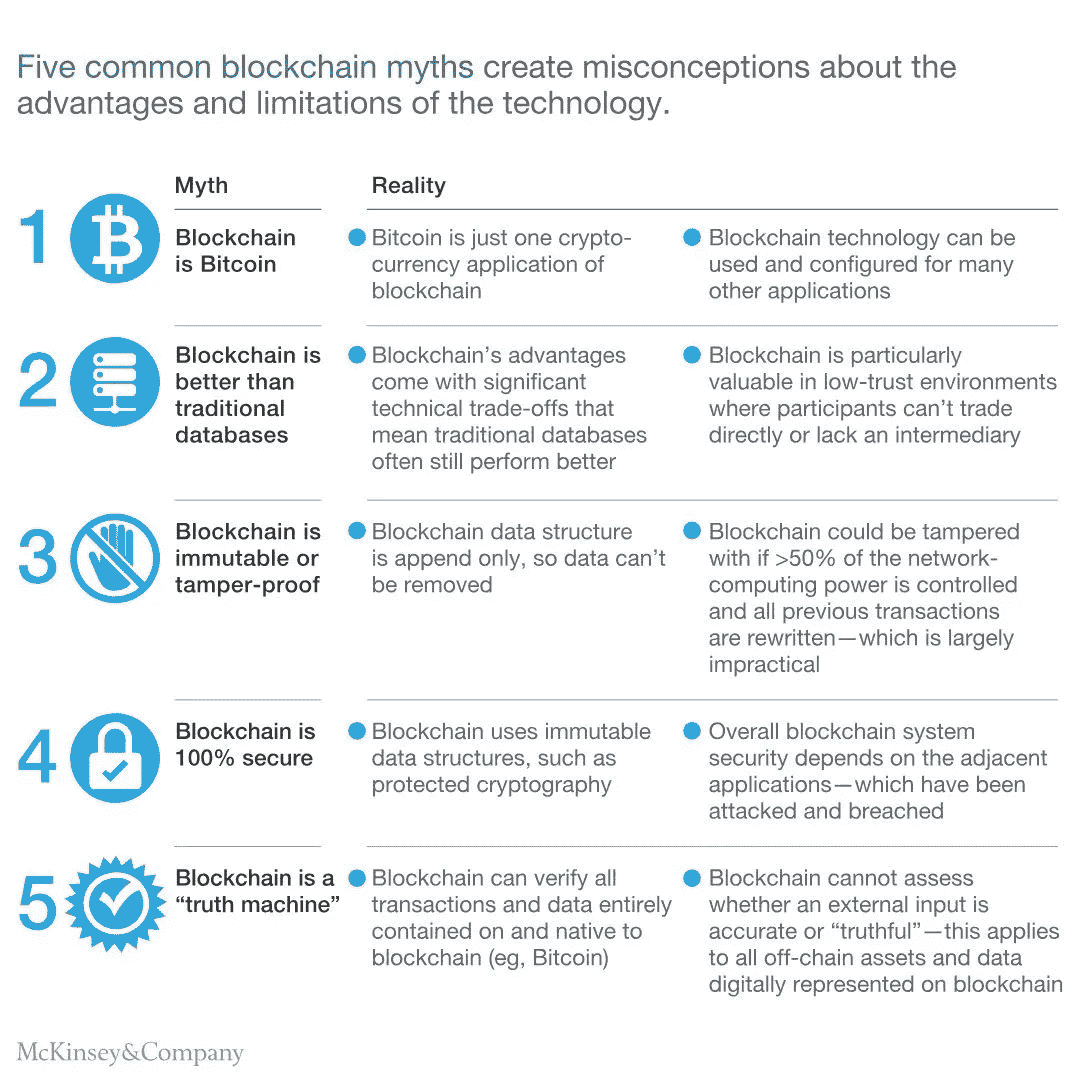 Five common blockchain myths create misconceptions about the
advantages and limitations of the technology.
Myth
Reality
1
Blockchain
is Bitcoin
Bitcoin is just one crypto-
currency application of
blockchain
Blockchain technology can be
used and configured for many
other applications
2
Blockchain is
better than
traditional
databases
Blockchain’s advantages
come with significant
technical trade-offs that
mean traditional databases
often still perform better
Blockchain is particularly
valuable in low-trust environments
where participants can’t trade
directly or lack an intermediary
3
Blockchain is
immutable or
tamper-proof
Blockchain data structure
is append only, so data can’t
be removed
Blockchain could be tampered
with if >50% of the network-
computing power is controlled
and all previous transactions
are rewritten—which is largely
impractical
4
Blockchain is
100% secure
Blockchain uses immutable
data structures, such as
protected cryptography
Overall blockchain system
security depends on the adjacent
applications—which have been
attacked and breached
5
Blockchain is a
“truth machine”
Blockchain can verify all
transactions and data entirely
contained on and native to
blockchain (eg, Bitcoin)
Blockchain cannot assess
whether an external input is
accurate or “truthful”—this applies
to all off-chain assets and data
digitally represented on blockchain
McKinsey&Company